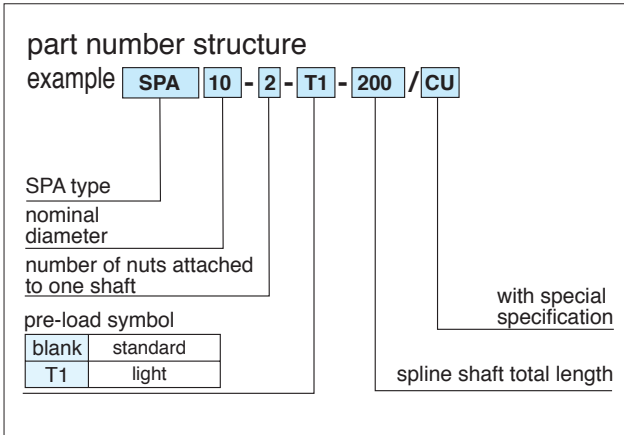 part number structure
example SPA 10 - 2 - T1 - 200 / CU
SPA type
nominal
diameter
number of nuts attached
to one shaft
pre-load symbol
blank standard
T1 light
with special
specification
spline shaft total length